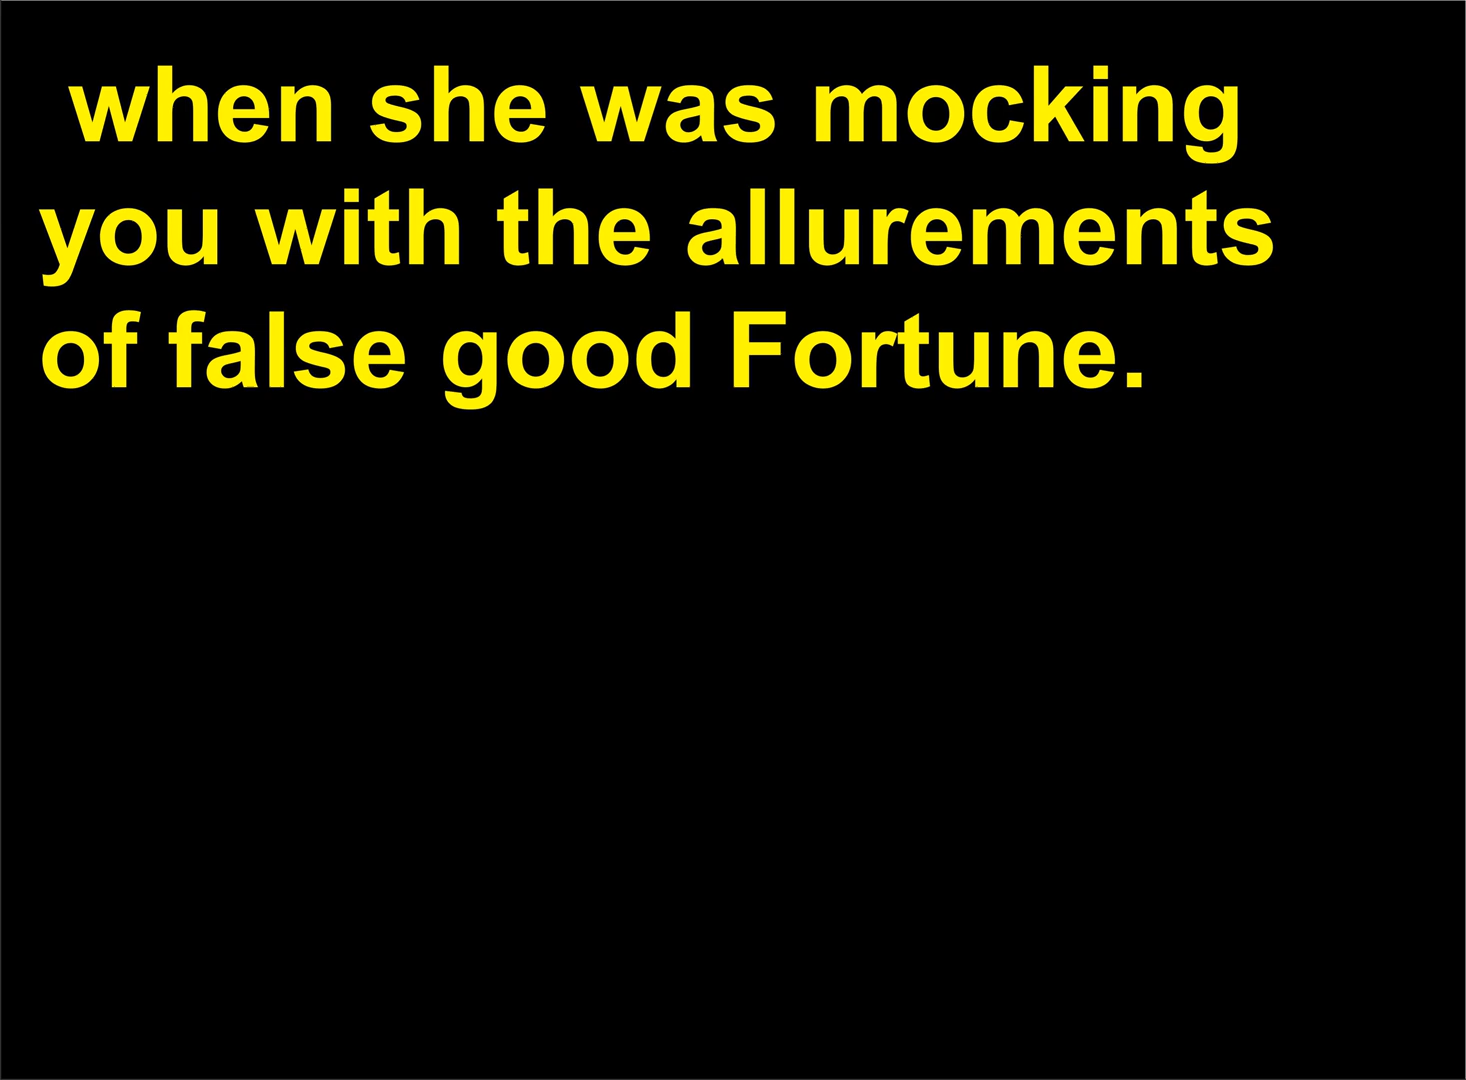 when she was mocking
you with the allurements
of false good Fortune.